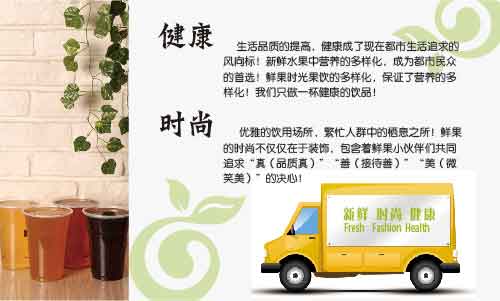 健康
生活品质的提高，健康成了现在都市生活追求的
风向标！新鲜水果中营养的多样化，成为都市民众
的首选！鲜果时光果饮的多样化，保证了营养的多
样化！我们只做一杯健康的饮品！
时尚
优雅的饮用场所，繁忙人群中的栖息之所！鲜果
的时尚不仅仅在于装饰，包含着鲜果小伙伴们共同
追求“真（品质真）”“善（接待善）”“美（微
笑美）”的决心！
新鲜 时尚 健康
Fresh Fashion Health